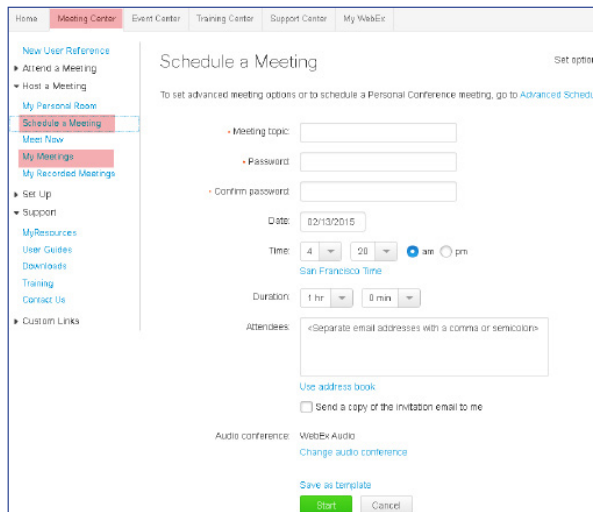 Home Meeting Center Event Center Training Center Support Center My WebEx
New User Reference
Attend a Meeting
Host a Meeting
My Personal Room
Schedule a Meeting
Meet Now
My Meetings
My Recorded Meetings
Set Up
Support
MyResources
User Guides
Downloads
Training
Contact Us
Custom Links
Schedule a Meeting
Set option
To set advanced meeting options or to schedule a Personal Conference meeting, go to Advanced Schedu
• Meeting topic:
• Password:
• Confirm password:
Date: 02/13/2015
Time: 4 20 am pm
San Francisco Time
Duration: 1 hr 0 min
Attendees: <Separate email addresses with a comma or semicolon>
Use address book
Send a copy of the invitation email to me
Audio conference: WebEx Audio
Change audio conference
Save as template
Start Cancel